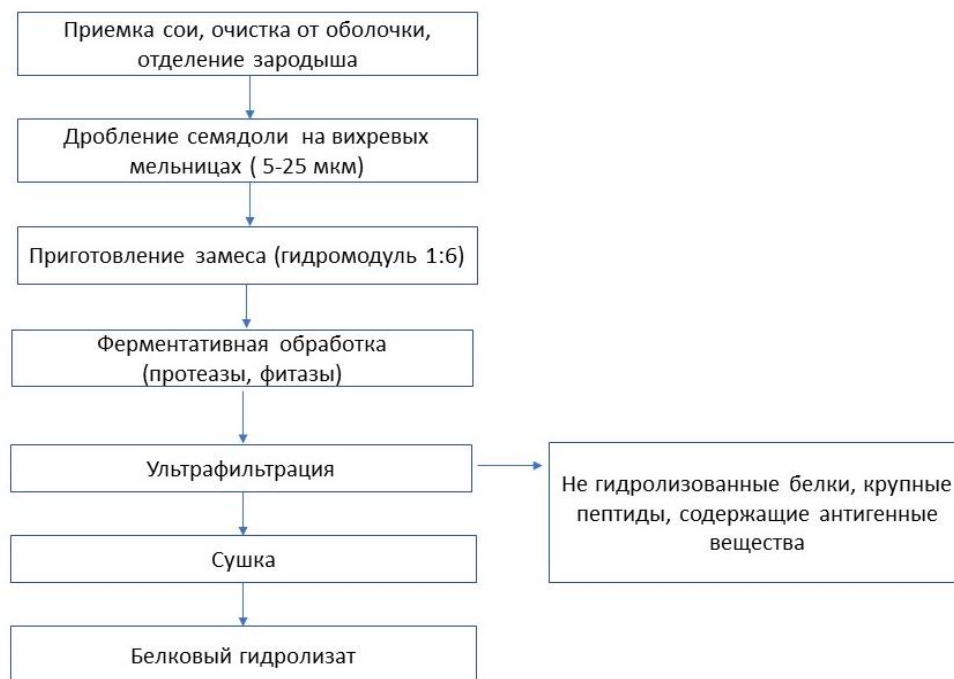 Приемка сои, очистка от оболочки,
отделение зародыша
Дробление семядоли на вихревых
мельницах ( 5-25 мкм)
Приготовление замеса (гидромодуль 1:6)
Ферментативная обработка
(протеазы, фитазы)
Ультрафильтрация
Не гидролизованные белки, крупные
пептиды, содержащие антигенные
вещества
Сушка
Белковый гидролизат